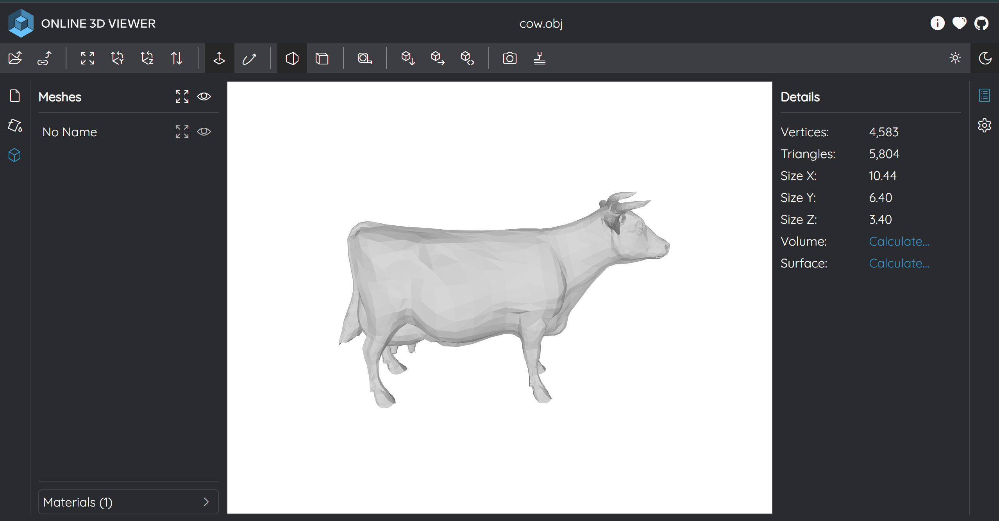 ONLINE 3D VIEWER
cow.obj
Meshes
No Name
Materials (1)
Details
Vertices: 4,583
Triangles: 5,804
Size X: 10.44
Size Y: 6.40
Size Z: 3.40
Volume: Calculate...
Surface: Calculate...